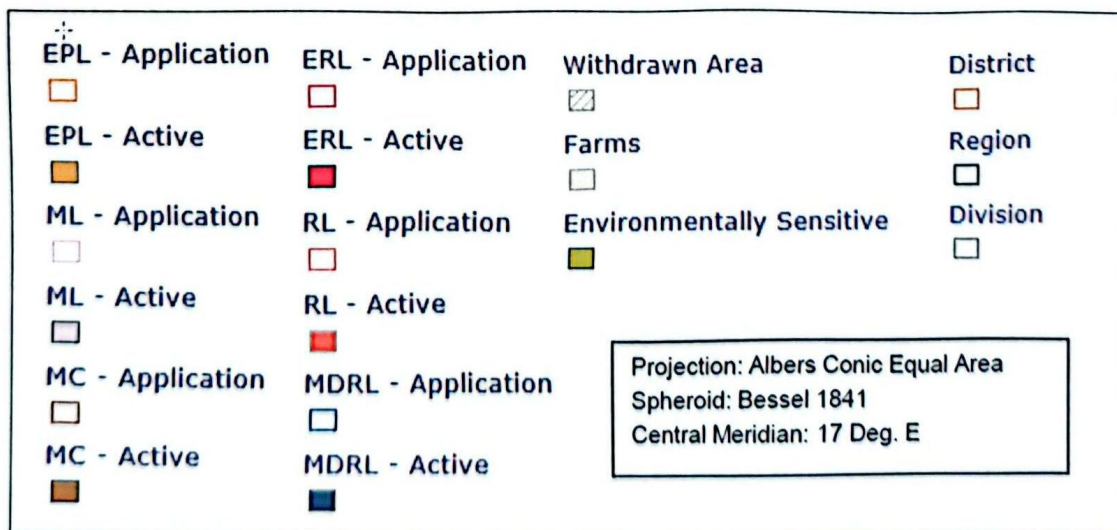 EPL - Application
EPL - Active
ML - Application
ML - Active
MC - Application
MC - Active
ERL - Application
ERL - Active
RL - Application
RL - Active
MDRL - Application
MDRL - Active
Withdrawn Area
Farms
Environmentally Sensitive
District
Region
Division
Projection: Albers Conic Equal Area
Spheroid: Bessel 1841
Central Meridian: 17 Deg. E